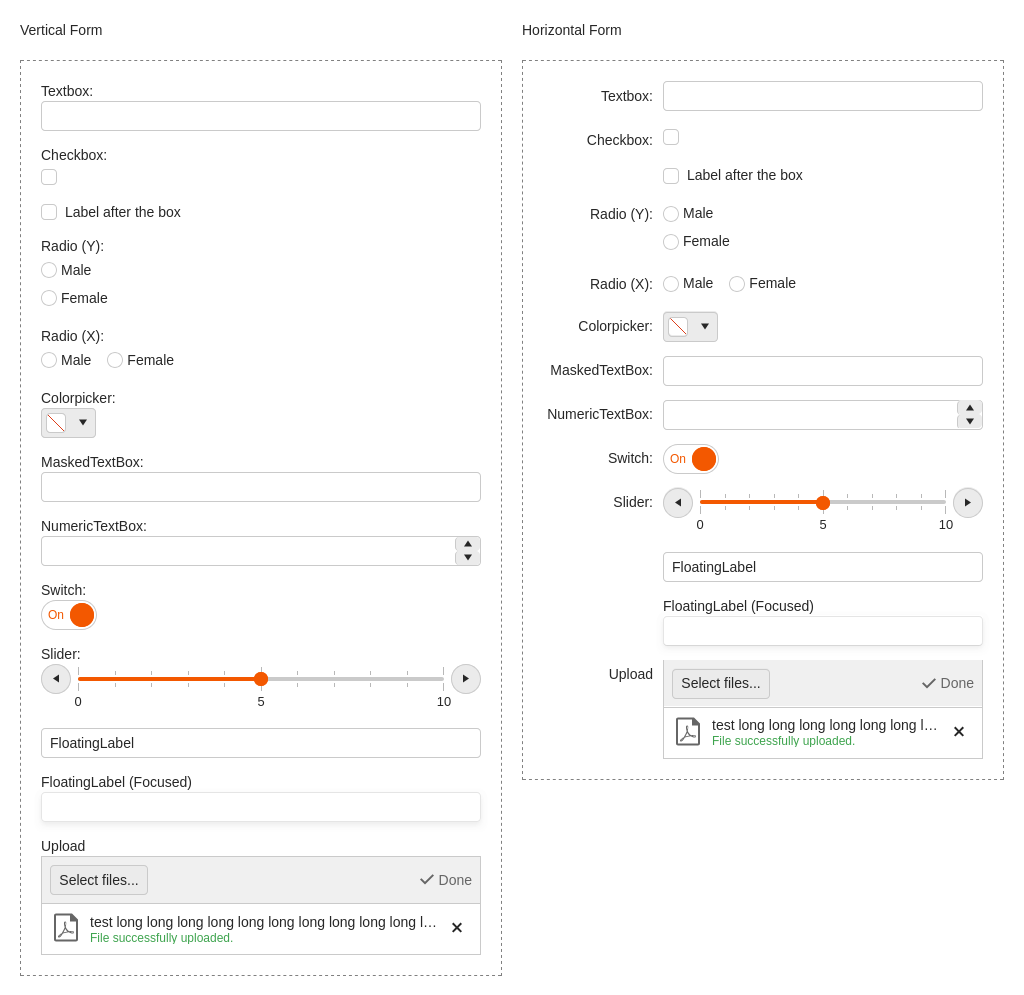 Vertical Form
Textbox:
Checkbox:
Label after the box
Radio (Y):
Male
Female
Radio (X):
Male Female
Colorpicker:
MaskedTextBox:
NumericTextBox:
Switch:
On
Slider:
0 5 10
FloatingLabel
FloatingLabel (Focused)
Upload
Select files... Done
test long long long long long long long long long long l...
File successfully uploaded.
Horizontal Form
Textbox:
Checkbox:
Label after the box
Radio (Y): Male
Female
Radio (X): Male Female
Colorpicker:
MaskedTextBox:
NumericTextBox:
Switch: On
Slider:
0 5 10
FloatingLabel
FloatingLabel (Focused)
Upload Select files... Done
test long long long long long long l...
File successfully uploaded.